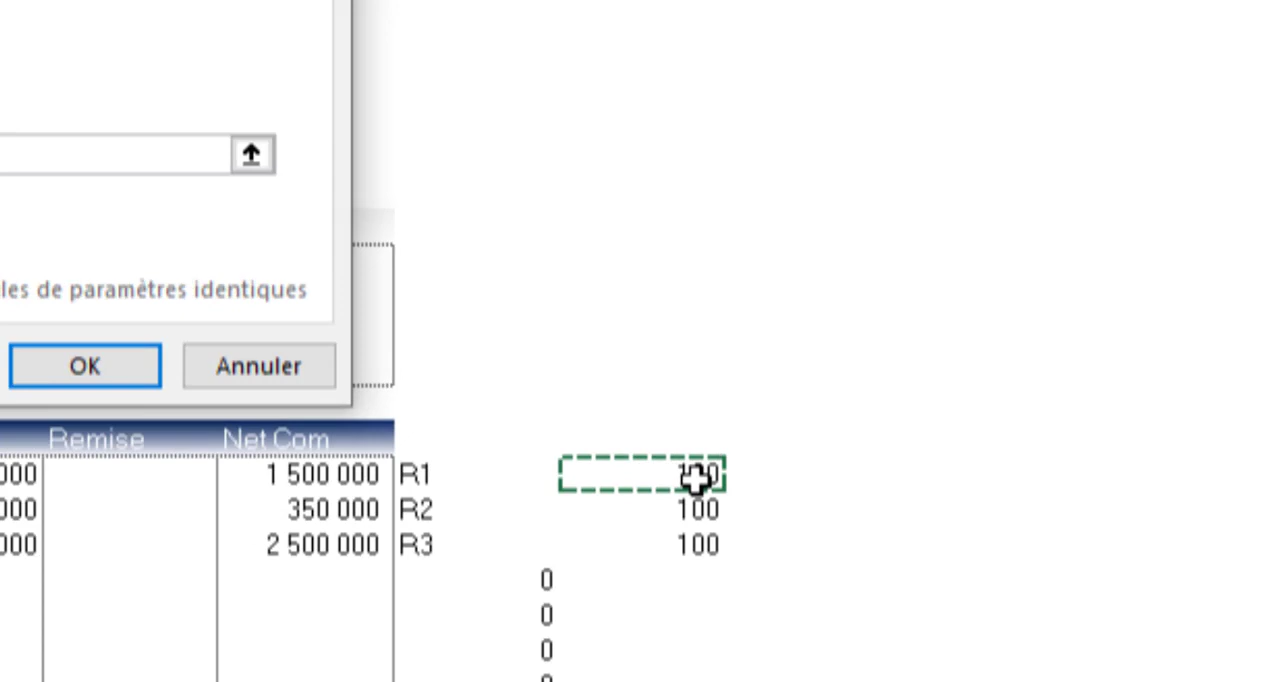 les de paramètres identiques
OK Annuler
Remise Net Com
000 1 500 000 R1
000 350 000 R2 100
000 2 500 000 R3 100
0
0
0